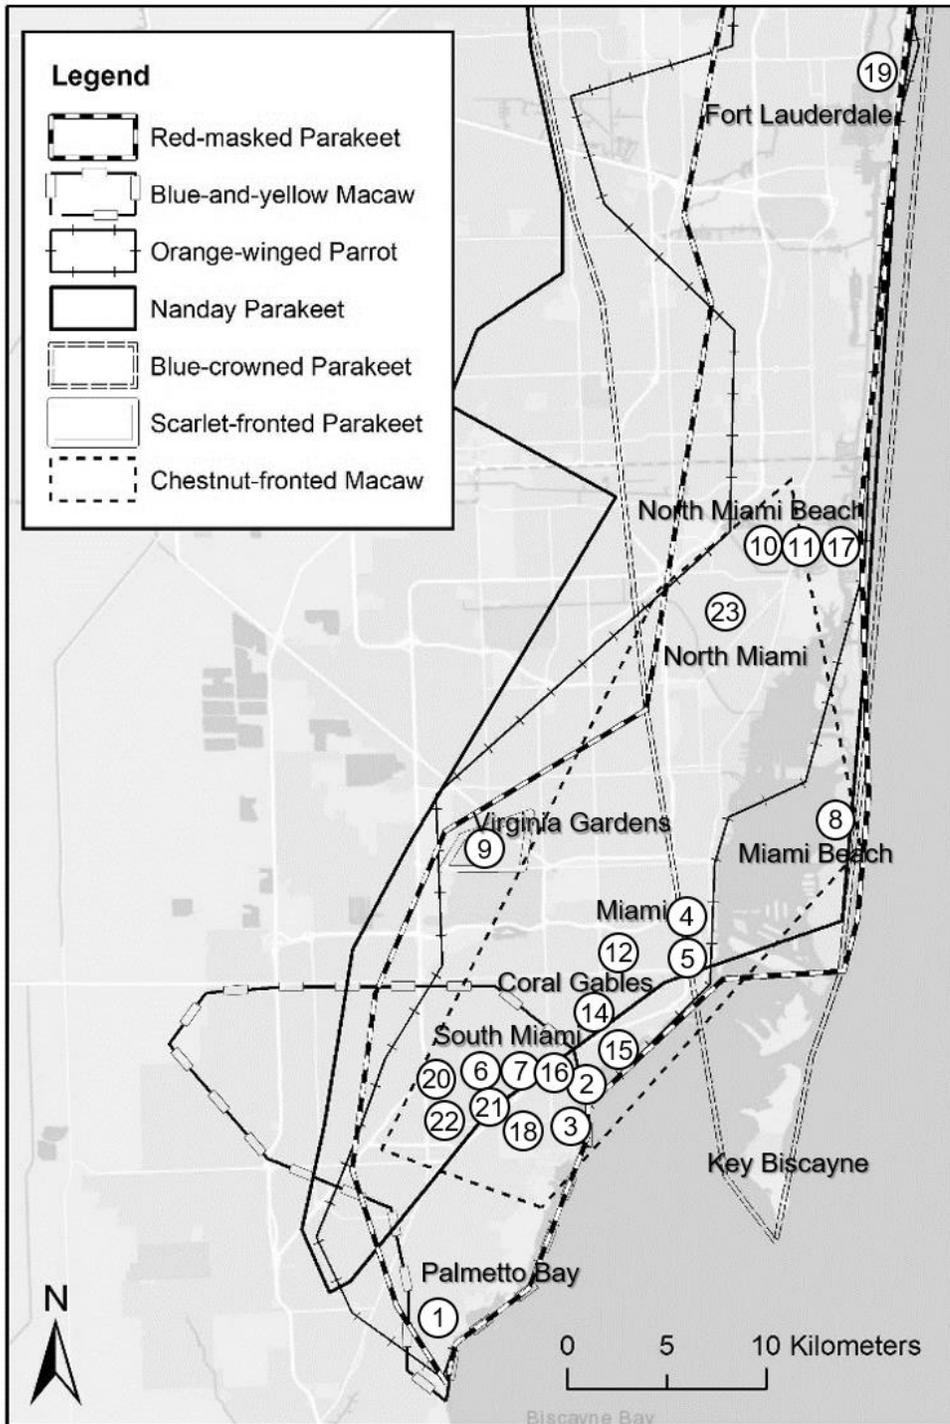 Legend
Red-masked Parakeet
Blue-and-yellow Macaw
Orange-winged Parrot
Nanday Parakeet
Blue-crowned Parakeet
Scarlet-fronted Parakeet
Chestnut-fronted Macaw
19
Fort Lauderdale
North Miami Beach
10 11 17
23
North Miami
Virginia Gardens
9
8
Miami Beach
Miami 4
12 5
Coral Gables
14
South Miami
15
20 6 7 16 2
21
22 18 3
Key Biscayne
Palmetto Bay
1
N
0 5 10 Kilometers
Biscayne Bay